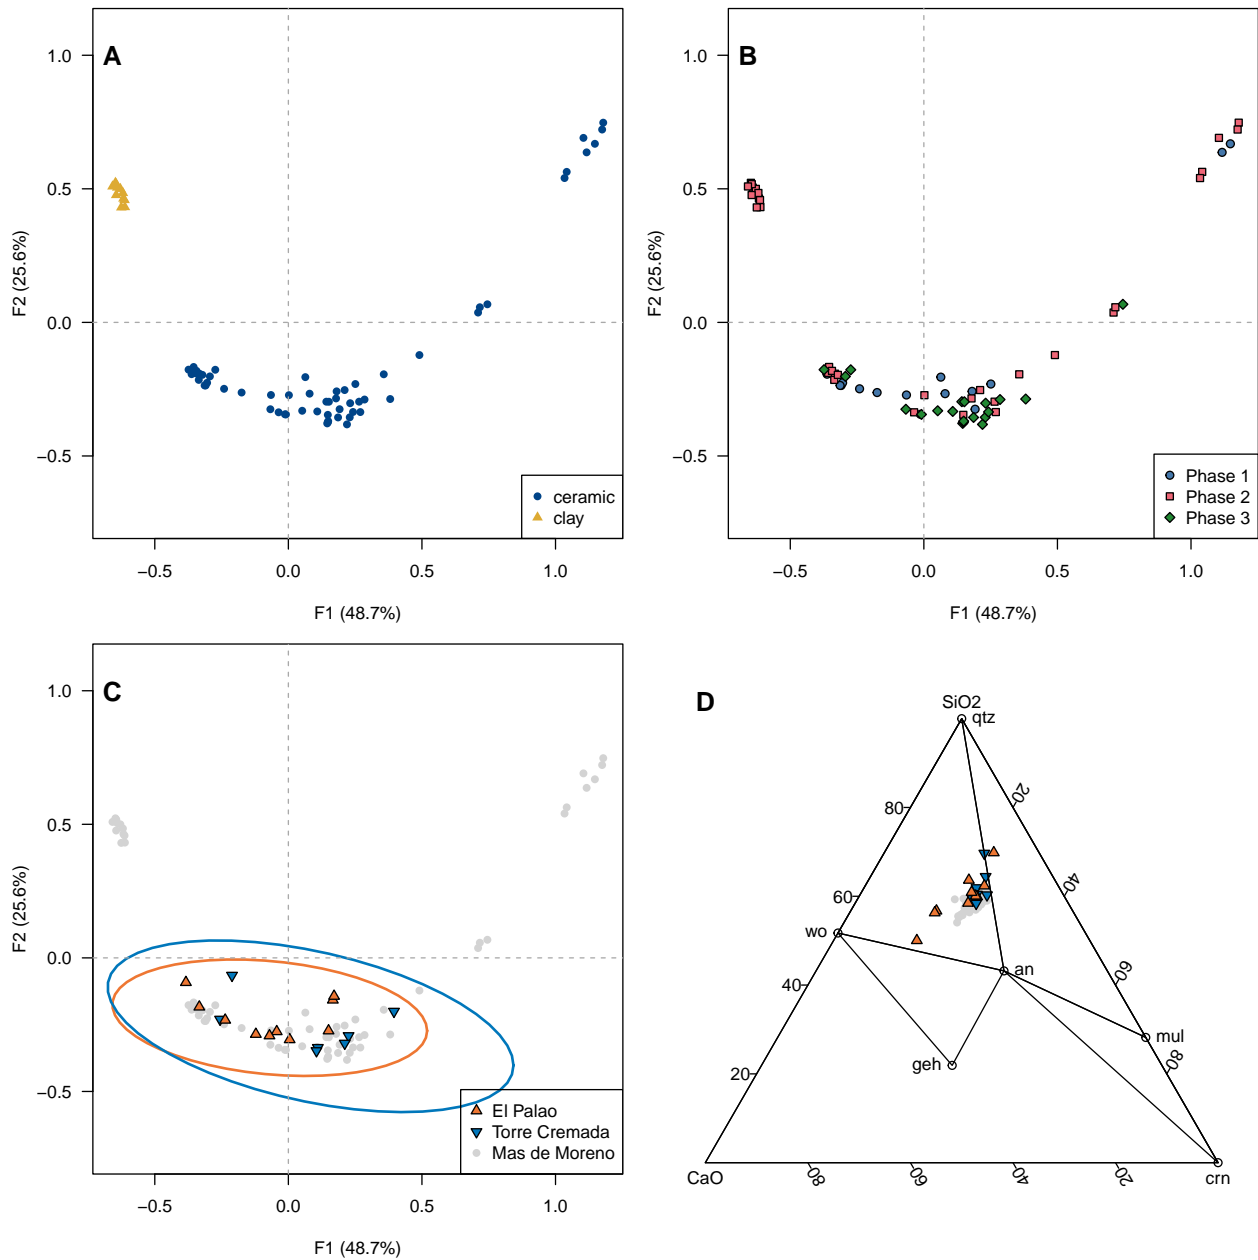 A
1.0
0.5
0.0
−0.5
F2 (25.6%)
ceramic
clay
−0.5 0.0 0.5 1.0
F1 (48.7%)
B
1.0
0.5
0.0
−0.5
F2 (25.6%)
Phase 1
Phase 2
Phase 3
−0.5 0.0 0.5 1.0
F1 (48.7%)
C
1.0
0.5
0.0
−0.5
F2 (25.6%)
El Palao
Torre Cremada
Mas de Moreno
−0.5 0.0 0.5 1.0
F1 (48.7%)
D
SiO2
qtz
80 20
60 40
wo
an
40 60
mul
geh
20 80
CaO 80 60 40 20 crn